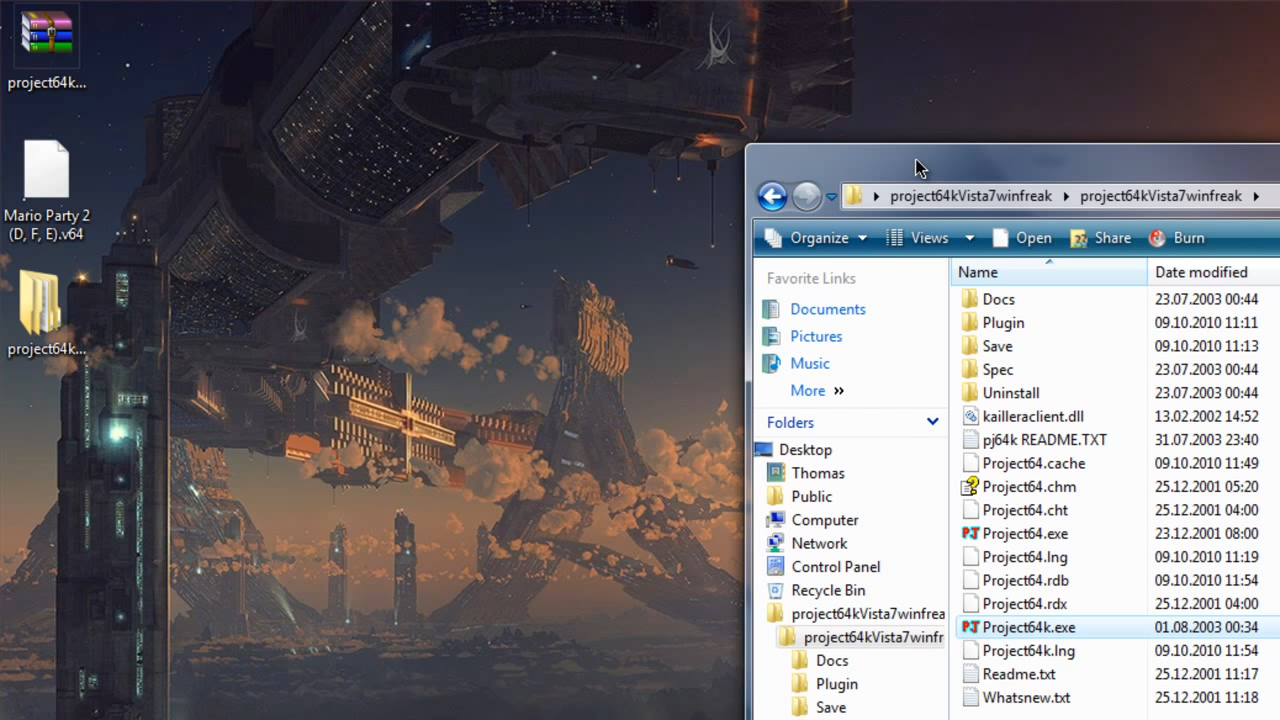 project64k...
Mario Party 2
(D, F, E).v64
project64k...
project64kVista7winfreak project64kVista7winfreak
Organize Views Open Share Burn
Favorite Links
Documents
Pictures
Music
More »
Folders
Desktop
Thomas
Public
Computer
Network
Control Panel
Recycle Bin
project64kVista7winfrea
project64kVista7winfr
Docs
Plugin
Save
Name Date modified
Docs 23.07.2003 00:44
Plugin 09.10.2010 11:11
Save 09.10.2010 11:13
Spec 23.07.2003 00:44
Uninstall 23.07.2003 00:44
kailleraclient.dll 13.02.2002 14:52
pj64k README.TXT 31.07.2003 23:40
Project64.cache 09.10.2010 11:49
Project64.chm 25.12.2001 05:20
Project64.cht 25.12.2001 04:00
Project64.exe 23.12.2001 08:00
Project64.lng 09.10.2010 11:19
Project64.rdb 09.10.2010 11:54
Project64.rdx 25.12.2001 04:00
Project64k.exe 01.08.2003 00:34
Project64k.lng 09.10.2010 11:54
Readme.txt 25.12.2001 11:17
Whatsnew.txt 25.12.2001 11:18